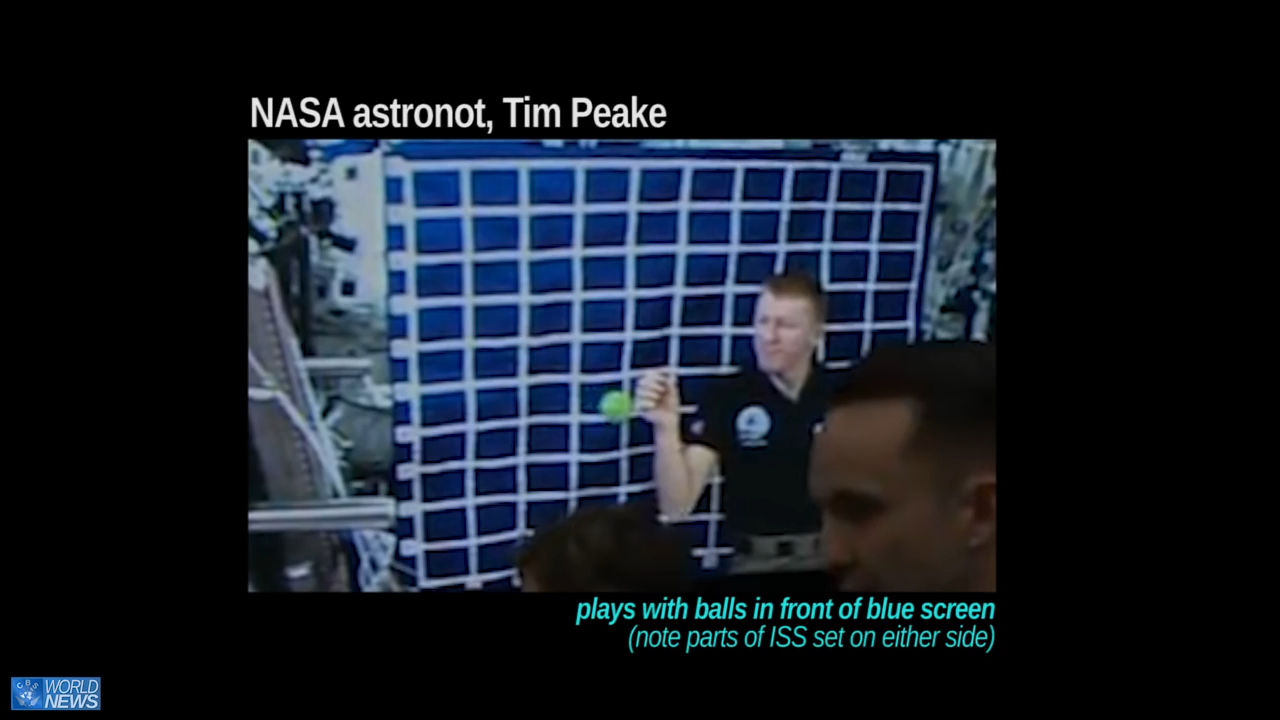 NASA astronot, Tim Peake
plays with balls in front of blue screen
(note parts of ISS set on either side)
CBS
WORLD
NEWS